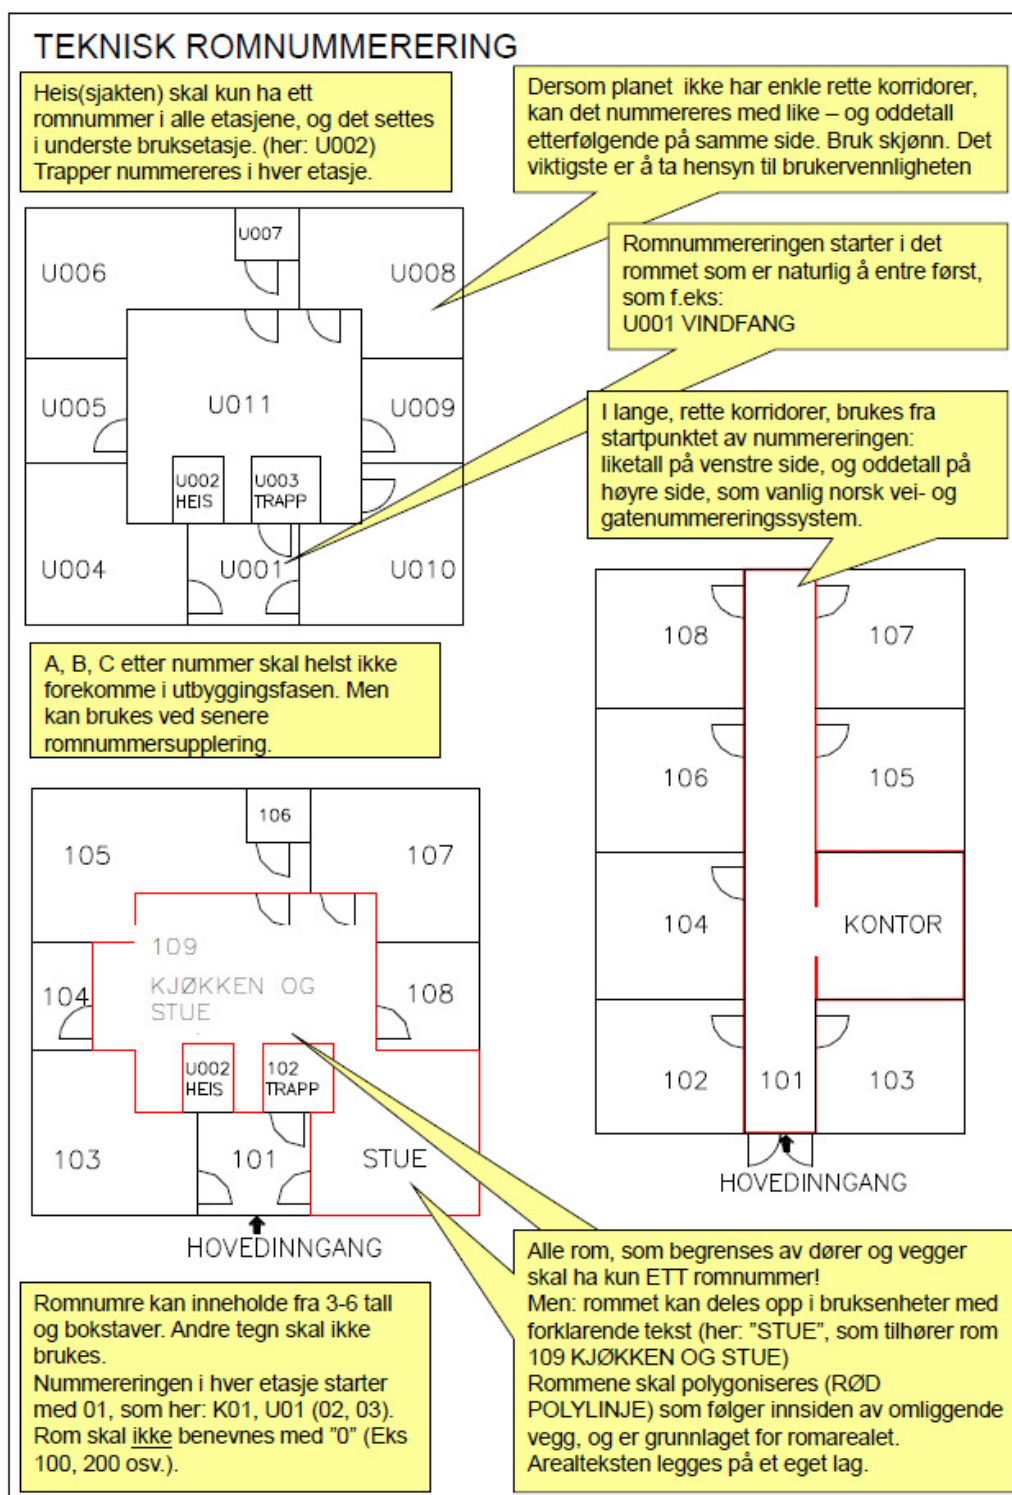 TEKNISK ROMNUMMERERING
Heis(sjakten) skal kun ha ett
romnummer i alle etasjene, og det settes
i underste bruksetasje. (her: U002)
Trapper nummereres i hver etasje.
Dersom planet  ikke har enkle rette korridorer,
kan det nummereres med like – og oddetall
etterfølgende på samme side. Bruk skjønn. Det
viktigste er å ta hensyn til brukervennligheten
Romnummereringen starter i det
rommet som er naturlig å entre først,
som f.eks:
U001 VINDFANG
I lange, rette korridorer, brukes fra
startpunktet av nummereringen:
liketall på venstre side, og oddetall på
høyre side, som vanlig norsk vei- og
gatenummereringssystem.
U007
U006
U008
U005
U011
U009
U002
HEIS
U003
TRAPP
U004
U001
U010
A, B, C etter nummer skal helst ikke
forekomme i utbyggingsfasen. Men
kan brukes ved senere
romnummersupplering.
108
107
106
105
104
KONTOR
102
101
103
HOVEDINNGANG
106
105
107
109
KJØKKEN OG
STUE
104
108
U002
HEIS
102
TRAPP
103
101
STUE
HOVEDINNGANG
Romnumre kan inneholde fra 3-6 tall
og bokstaver. Andre tegn skal ikke
brukes.
Nummereringen i hver etasje starter
med 01, som her: K01, U01 (02, 03).
Rom skal ikke benevnes med ”0” (Eks
100, 200 osv.).
Alle rom, som begrenses av dører og vegger
skal ha kun ETT romnummer!
Men: rommet kan deles opp i bruksenheter med
forklarende tekst (her: ”STUE”, som tilhører rom
109 KJØKKEN OG STUE)
Rommene skal polygoniseres (RØD
POLYLINJE) som følger innsiden av omliggende
vegg, og er grunnlaget for romarealet.
Arealteksten legges på et eget lag.